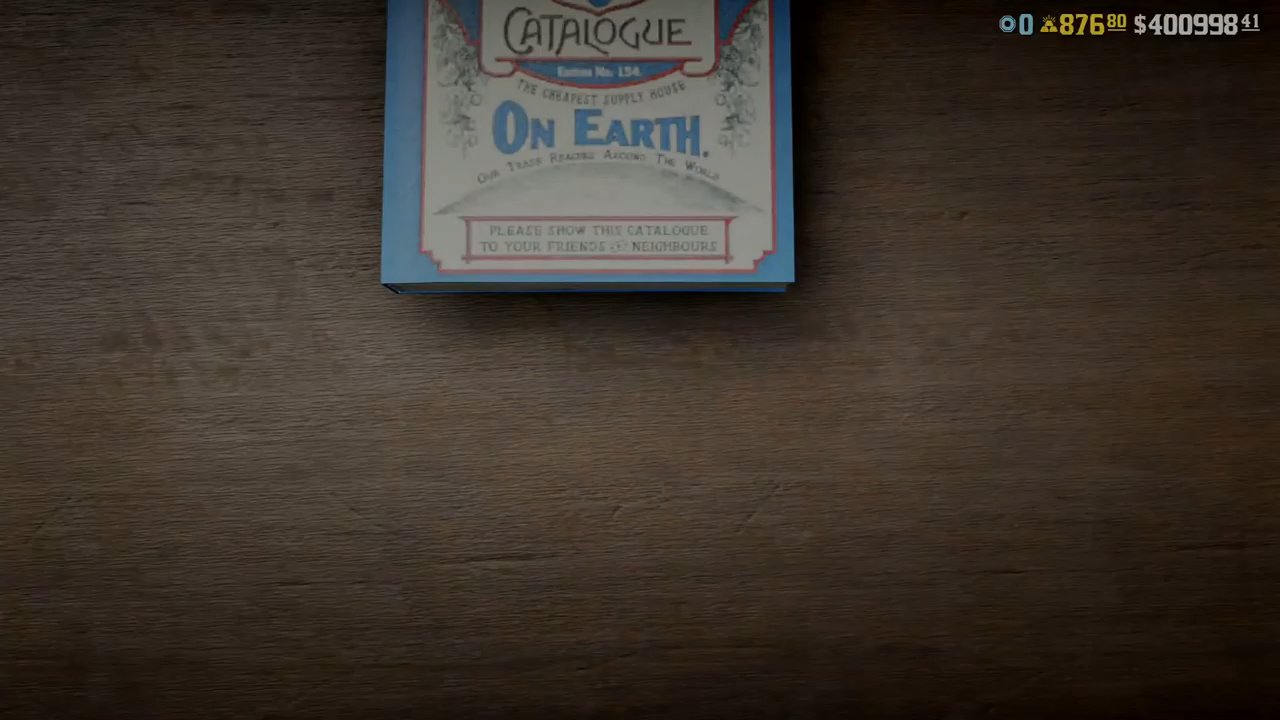 0 876 80 $400998 41
CATALOGUE
Edition No. 154.
THE CHEAPEST SUPPLY HOUSE
ON EARTH.
OUR TRADE REACHES AROUND THE WORLD
PLEASE SHOW THIS CATALOGUE
TO YOUR FRIENDS NEIGHBOURS